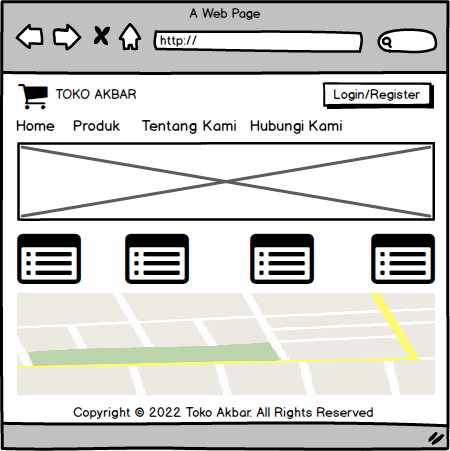 A Web Page
http://
TOKO AKBAR
Login/Register
Home Produk Tentang Kami Hubungi Kami
Copyright © 2022 Toko Akbar. All Rights Reserved